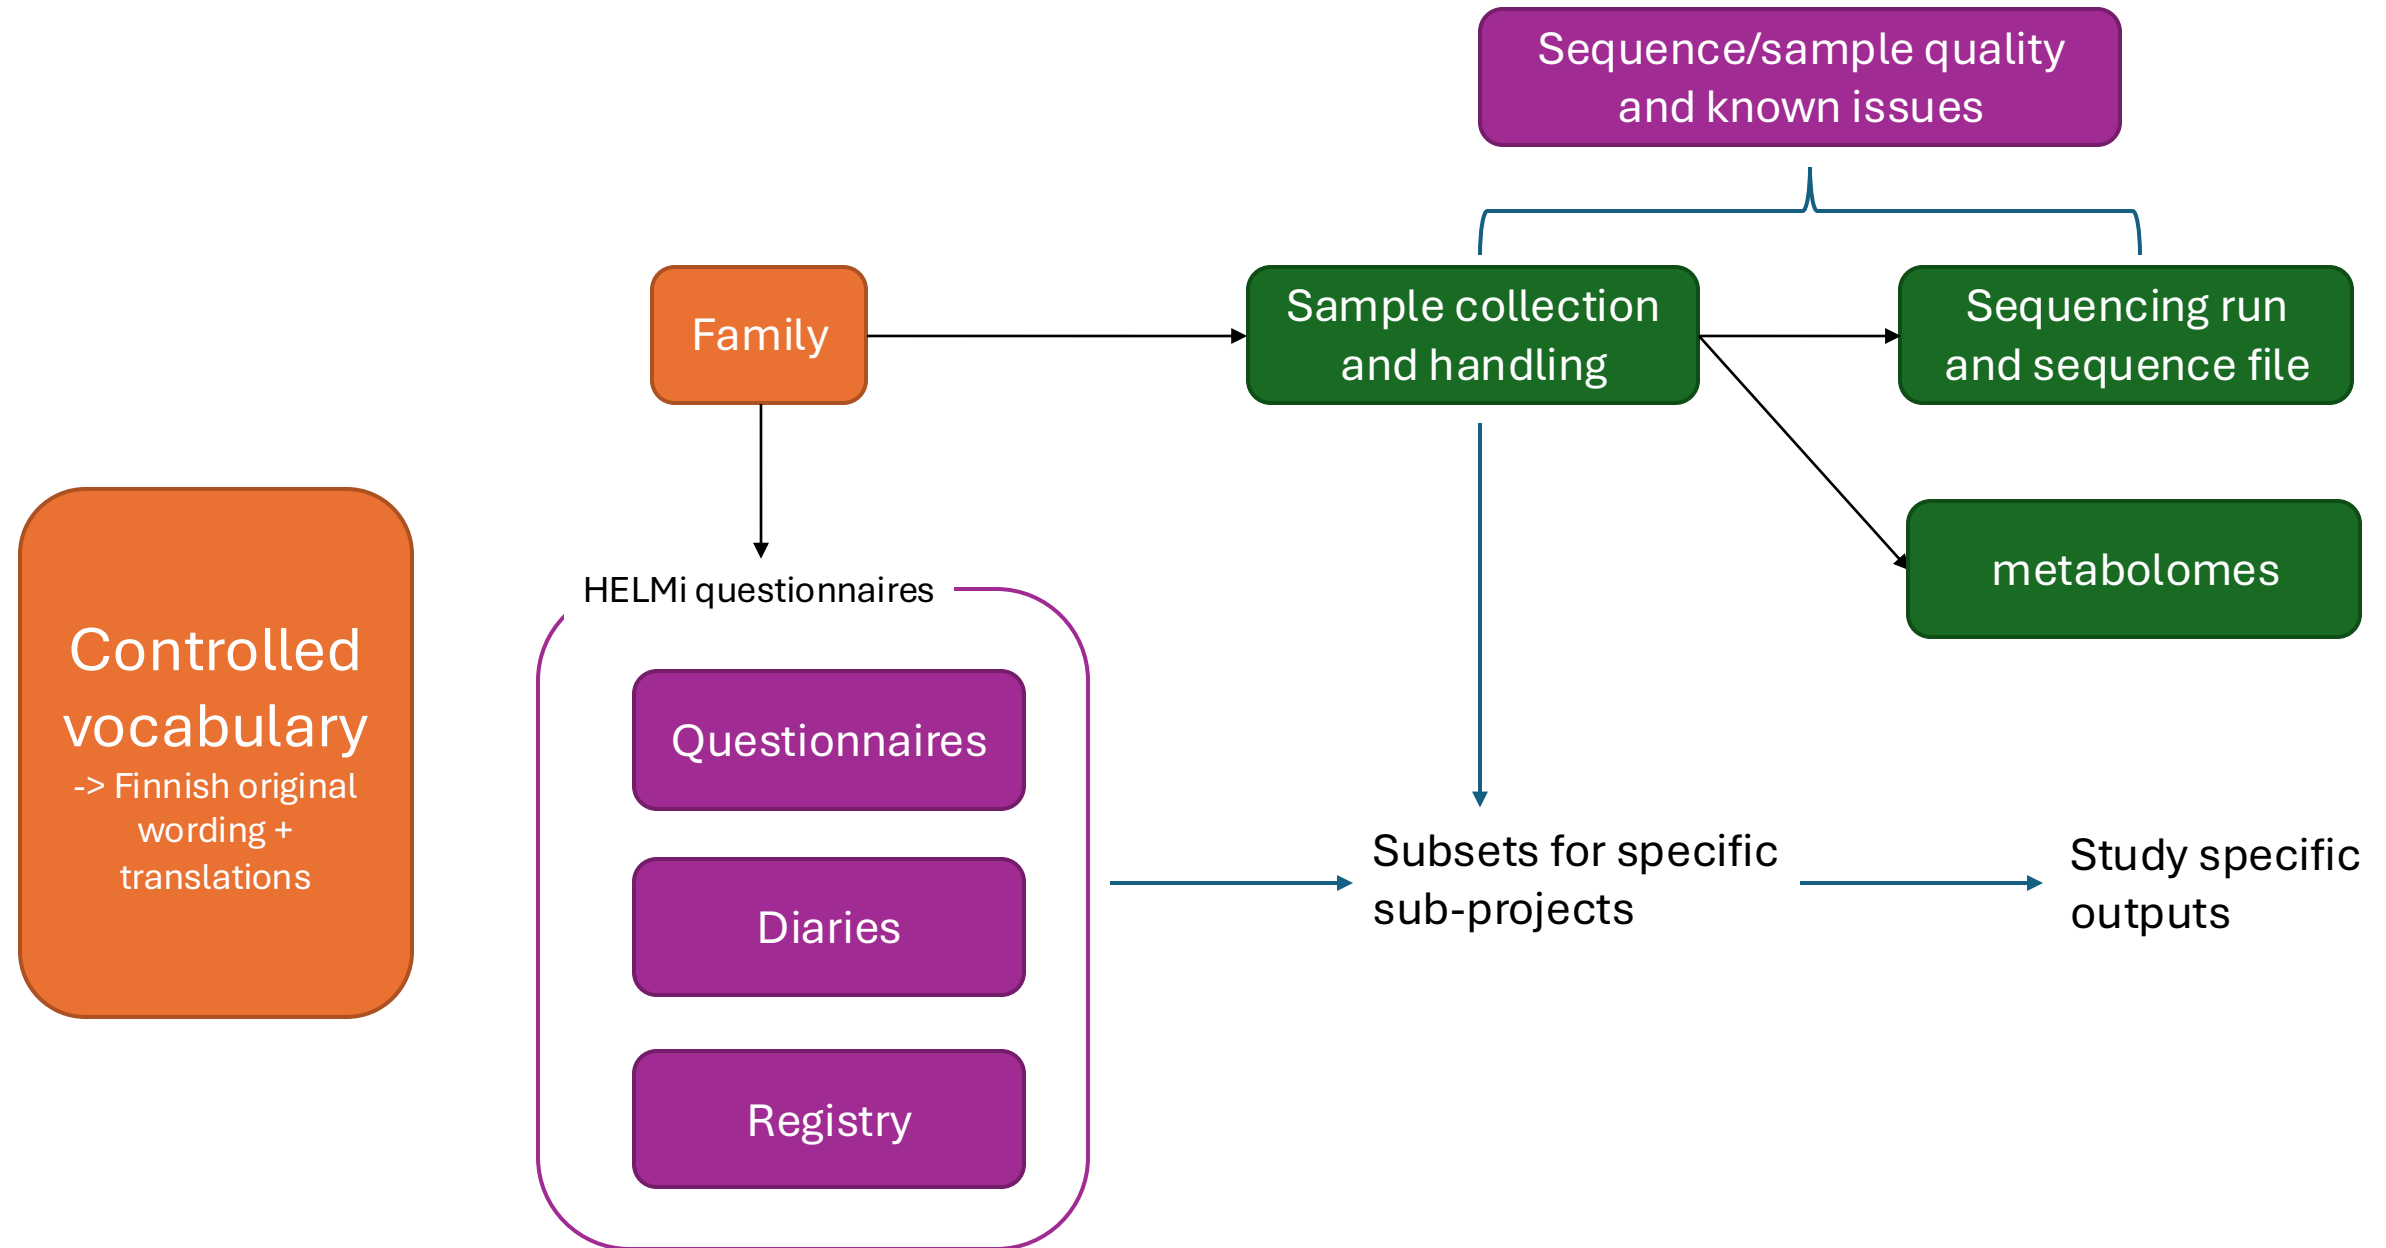 Sequence/sample quality
and known issues
Family
Sample collection
and handling
Sequencing run
and sequence file
metabolomes
Controlled
vocabulary
-> Finnish original
wording +
translations
HELMi questionnaires
Questionnaires
Diaries
Registry
Subsets for specific
sub-projects
Study specific
outputs